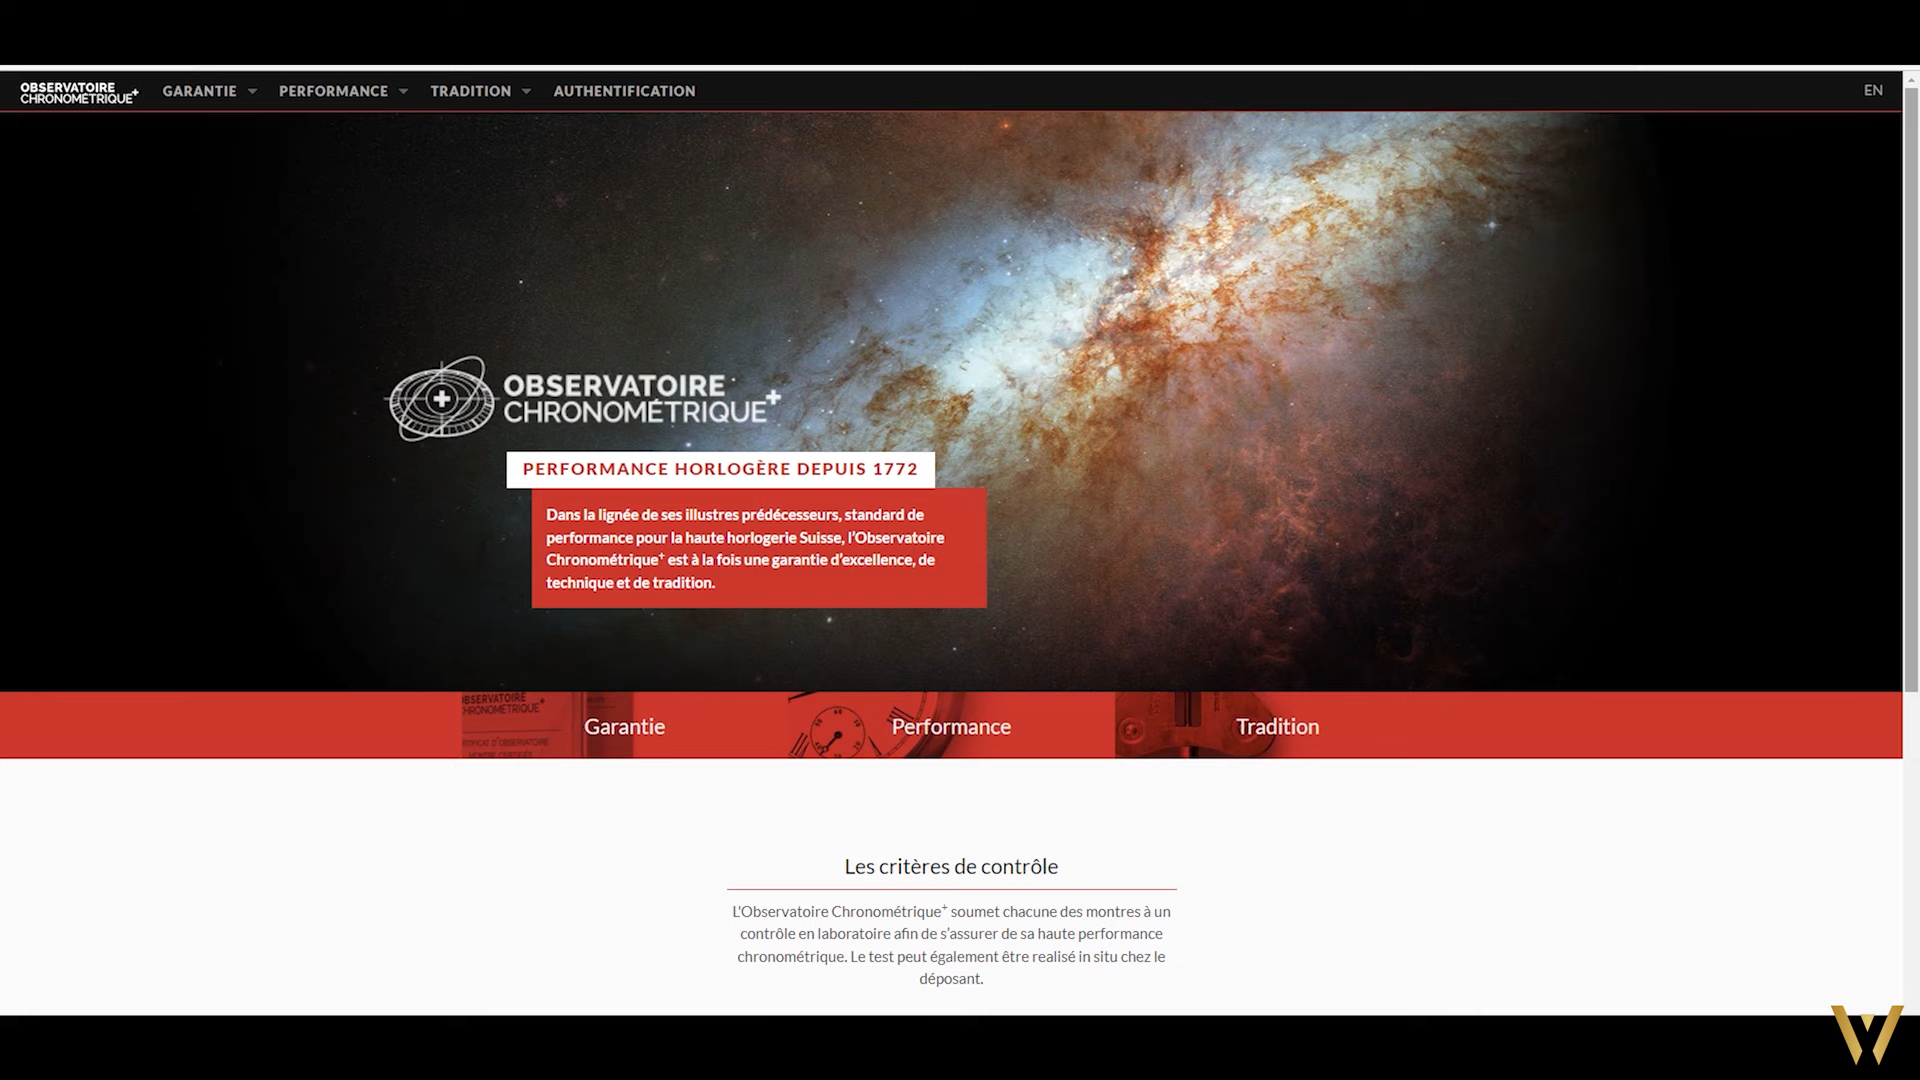 OBSERVATOIRE
CHRONOMÉTRIQUE+
GARANTIE
PERFORMANCE
TRADITION
AUTHENTIFICATION
EN
OBSERVATOIRE
CHRONOMÉTRIQUE+
PERFORMANCE HORLOGÈRE DEPUIS 1772
Dans la lignée de ses illustres prédécesseurs, standard de
performance pour la haute horlogerie Suisse, l’Observatoire
Chronométrique+ est à la fois une garantie d’excellence, de
technique et de tradition.
Garantie
Performance
Tradition
Les critères de contrôle
L'Observatoire Chronométrique+ soumet chacune des montres à un
contrôle en laboratoire afin de s’assurer de sa haute performance
chronométrique. Le test peut également être realisé in situ chez le
déposant.
W